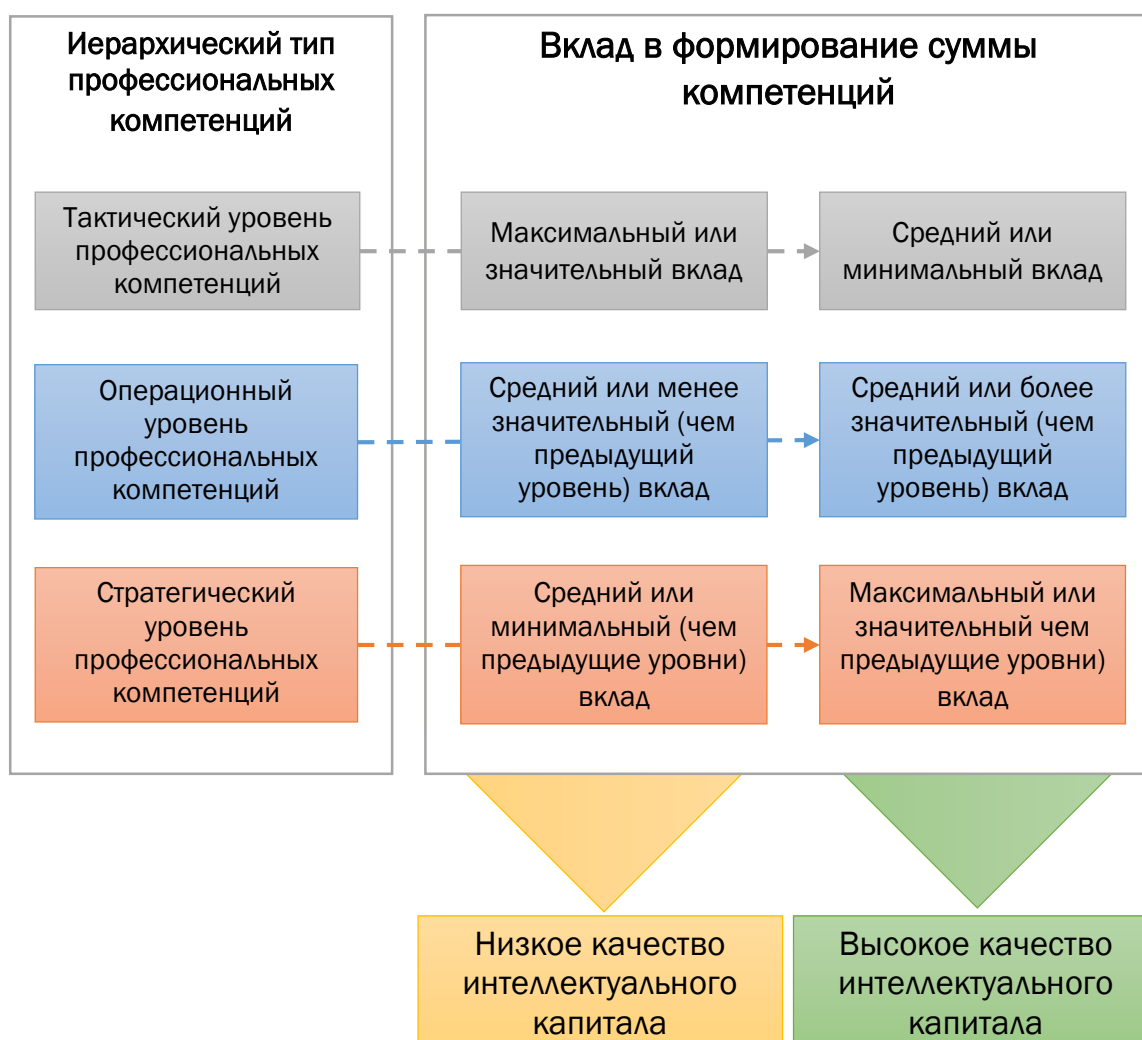 Иерархический тип
профессиональных
компетенций
Вклад в формирование суммы
компетенций
Тактический уровень
профессиональных
компетенций
Максимальный или
значительный вклад
Средний или
минимальный вклад
Операционный
уровень
профессиональных
компетенций
Средний или менее
значительный (чем
предыдущий
уровень) вклад
Средний или более
значительный (чем
предыдущий
уровень) вклад
Стратегический
уровень
профессиональных
компетенций
Средний или
минимальный (чем
предыдущие уровни)
вклад
Максимальный или
значительный чем
предыдущие уровни)
вклад
Низкое качество
интеллектуального
капитала
Высокое качество
интеллектуального
капитала